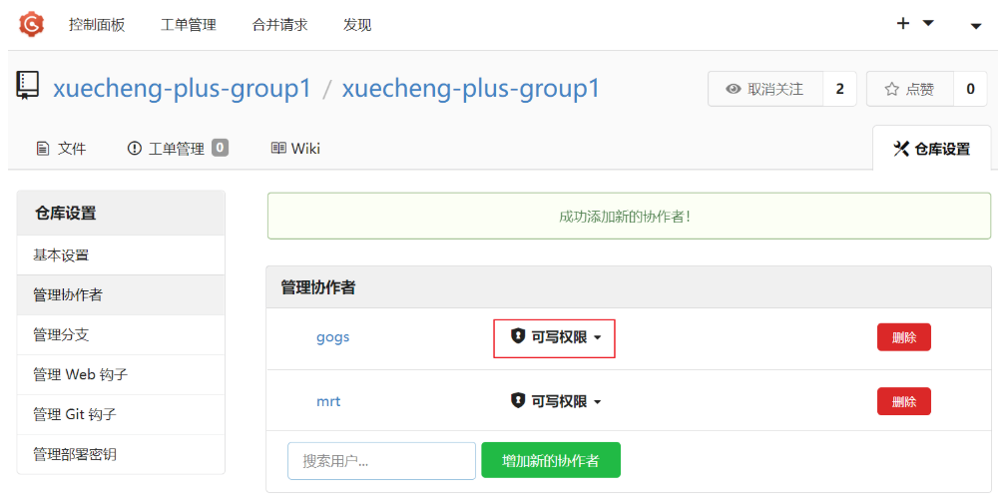 控制面板 工单管理 合并请求 发现
xuecheng-plus-group1 / xuecheng-plus-group1 取消关注 2 点赞 0
文件 工单管理 0 Wiki 仓库设置
仓库设置
基本设置
管理协作者
管理分支
管理 Web 钩子
管理 Git 钩子
管理部署密钥
成功添加新的协作者！
管理协作者
gogs 可写权限 删除
mrt 可写权限 删除
搜索用户... 增加新的协作者